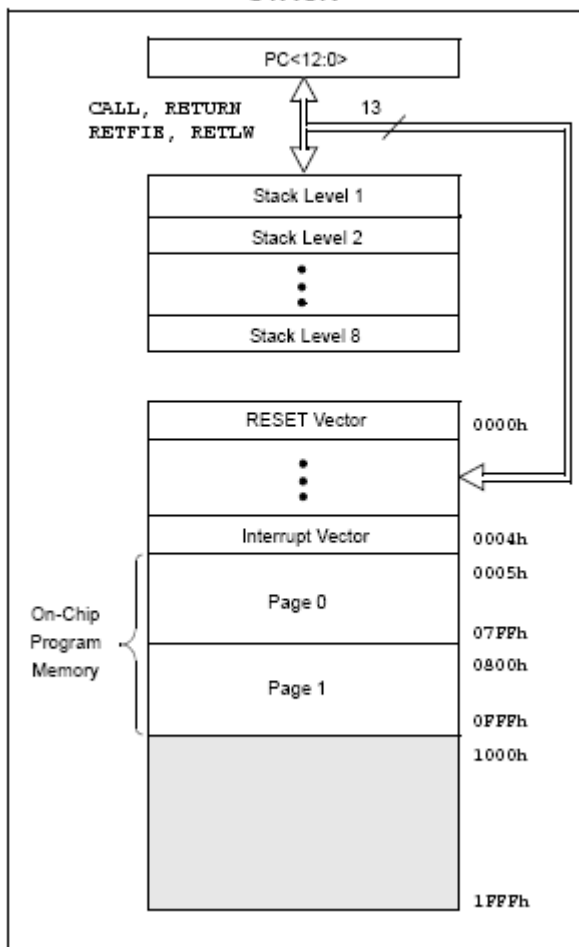 PC<12:0>
CALL, RETURN
RETFIE, RETLW
13
Stack Level 1
Stack Level 2
Stack Level 8
RESET Vector
0000h
Interrupt Vector
0004h
0005h
Page 0
07FFh
On-Chip
Program
Memory
0800h
Page 1
0FFFh
1000h
1FFFh